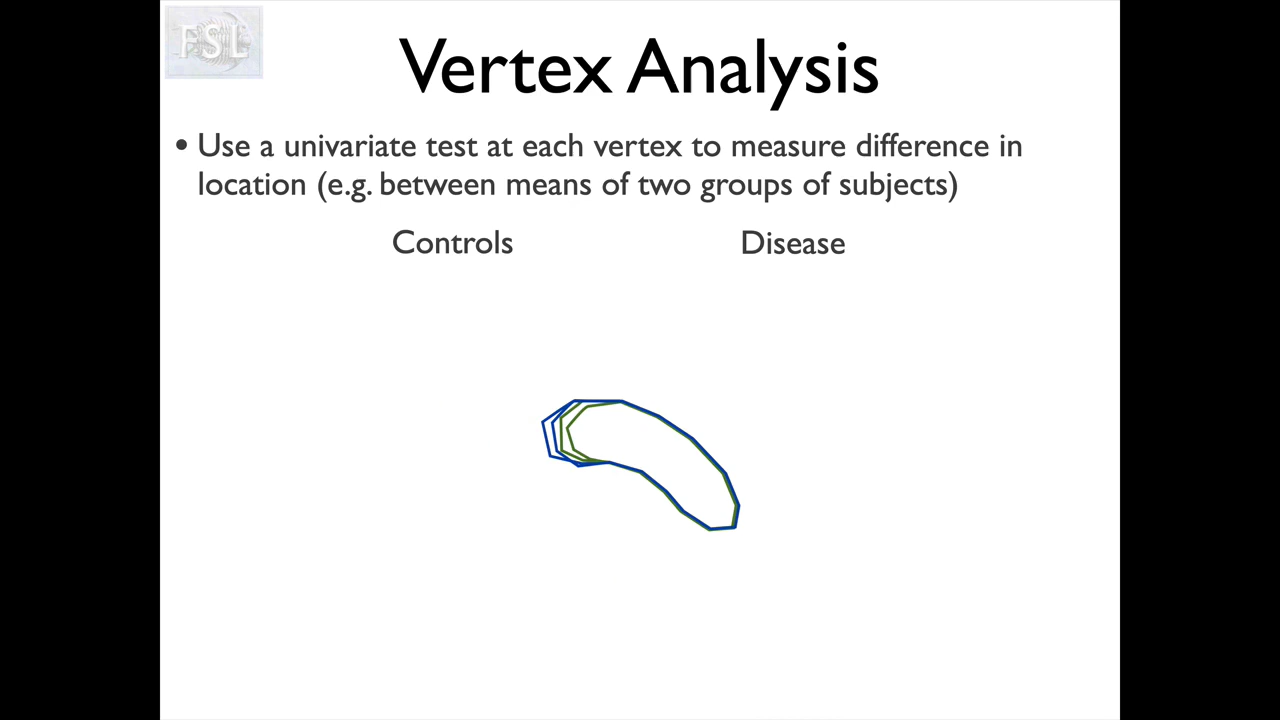 FSL
Vertex Analysis
• Use a univariate test at each vertex to measure difference in
location (e.g. between means of two groups of subjects)
Controls Disease